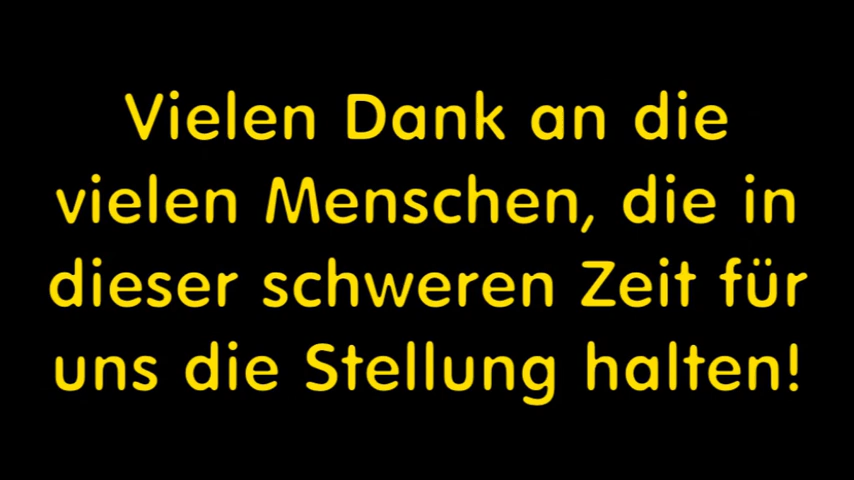 Vielen Dank an die
vielen Menschen, die in
dieser schweren Zeit für
uns die Stellung halten!